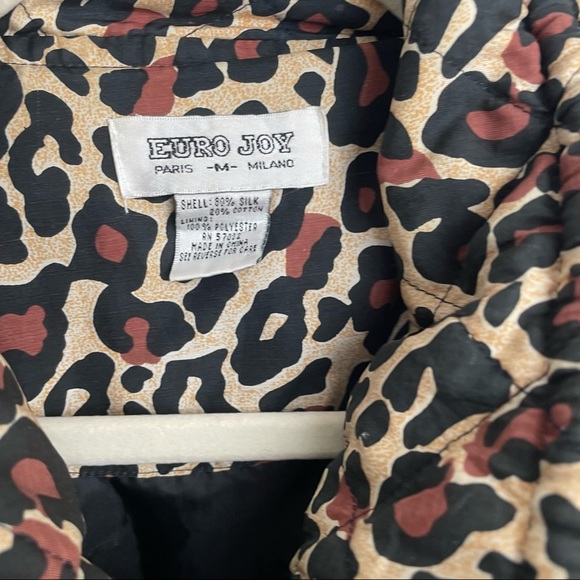 EURO JOY
PARIS -M- MILANO
SHELL: 80% SILK
20% COTTON
LINING:
100% POLYESTER
RN 57022
MADE IN CHINA
SEE REVERSE FOR CARE